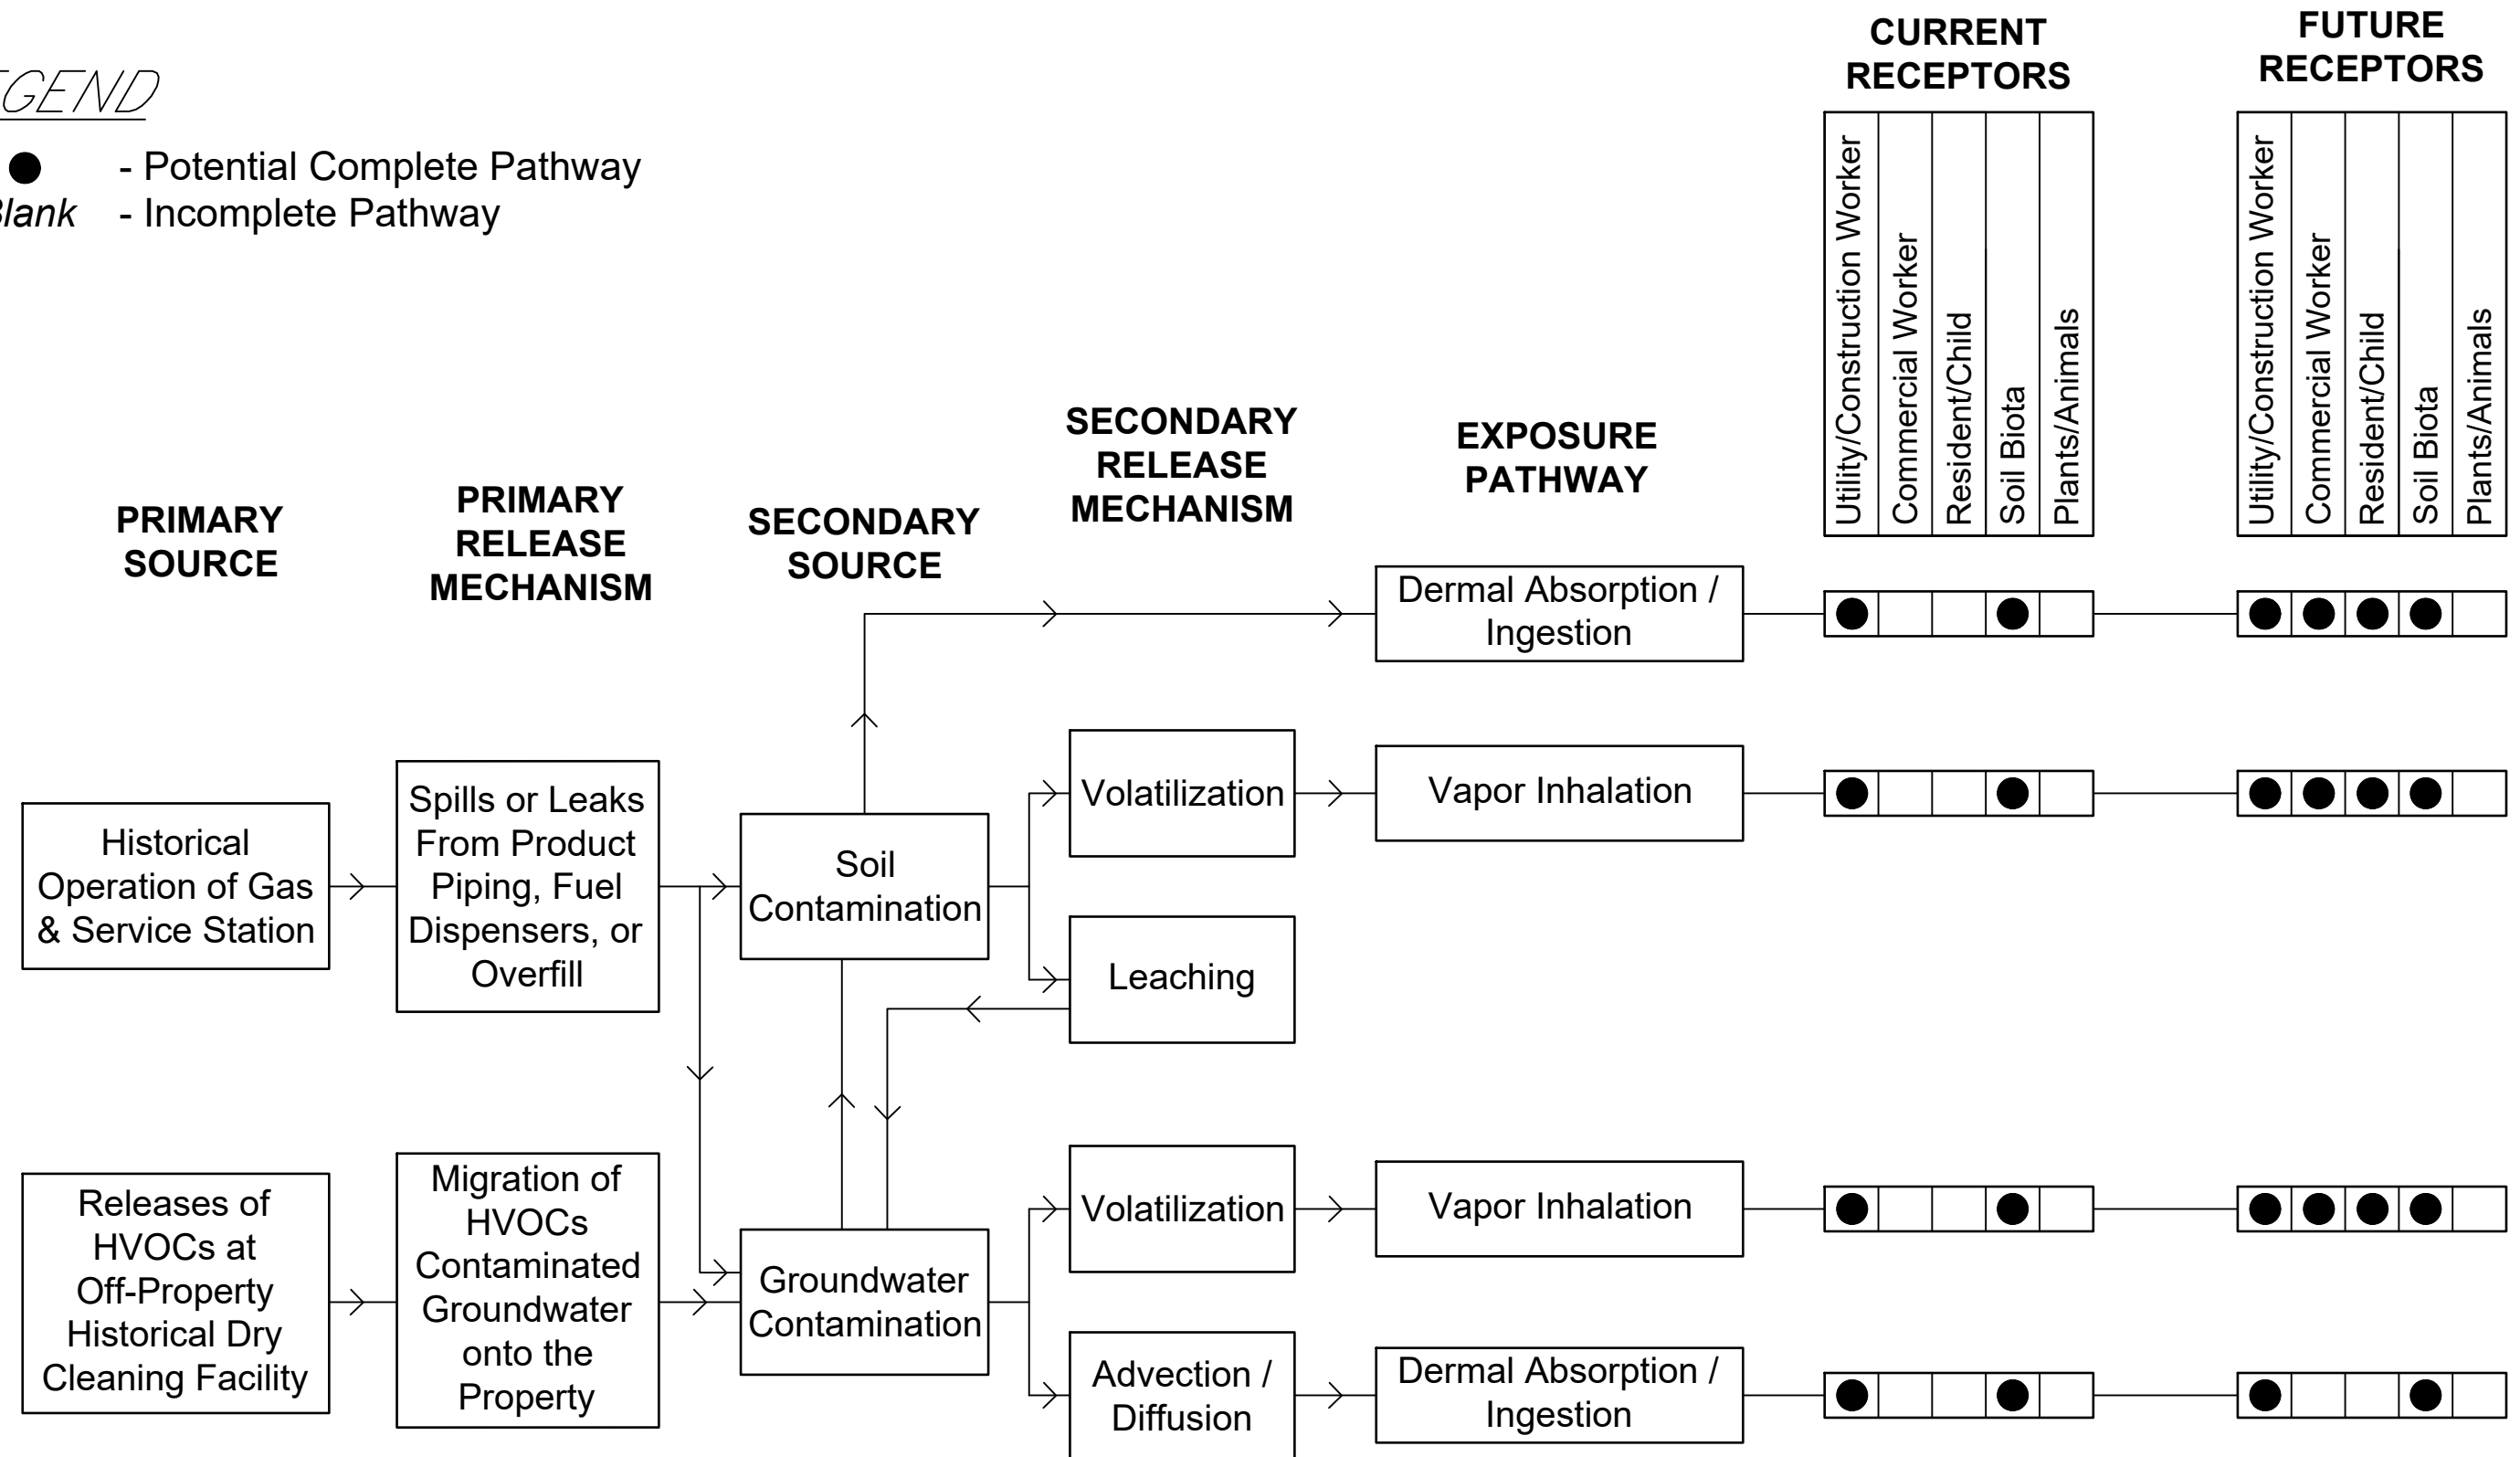 GEND
- Potential Complete Pathway
Blank - Incomplete Pathway
CURRENT
RECEPTORS
FUTURE
RECEPTORS
Utility/Construction Worker
Commercial Worker
Resident/Child
Soil Biota
Plants/Animals
Utility/Construction Worker
Commercial Worker
Resident/Child
Soil Biota
Plants/Animals
PRIMARY
SOURCE
PRIMARY
RELEASE
MECHANISM
SECONDARY
SOURCE
SECONDARY
RELEASE
MECHANISM
EXPOSURE
PATHWAY
Dermal Absorption /
Ingestion
Historical
Operation of Gas
& Service Station
Spills or Leaks
From Product
Piping, Fuel
Dispensers, or
Overfill
Soil
Contamination
Volatilization
Vapor Inhalation
Leaching
Releases of
HVOCs at
Off-Property
Historical Dry
Cleaning Facility
Migration of
HVOCs
Contaminated
Groundwater
onto the
Property
Groundwater
Contamination
Volatilization
Vapor Inhalation
Advection /
Diffusion
Dermal Absorption /
Ingestion